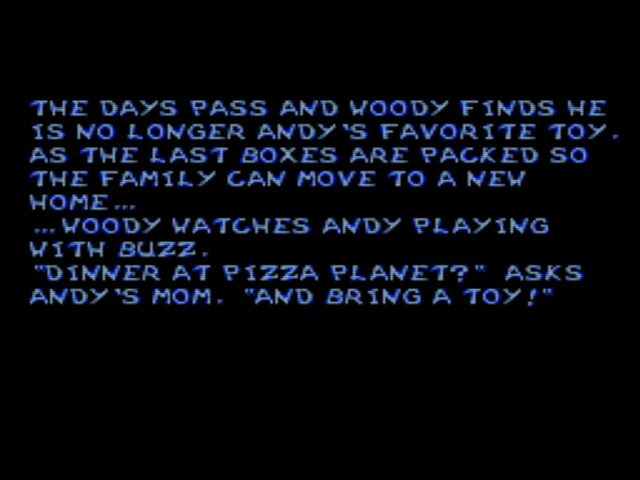 THE DAYS PASS AND WOODY FINDS HE
IS NO LONGER ANDY'S FAVORITE TOY.
AS THE LAST BOXES ARE PACKED SO
THE FAMILY CAN MOVE TO A NEW
HOME...
...WOODY WATCHES ANDY PLAYING
WITH BUZZ.
"DINNER AT PIZZA PLANET?" ASKS
ANDY'S MOM. "AND BRING A TOY!"